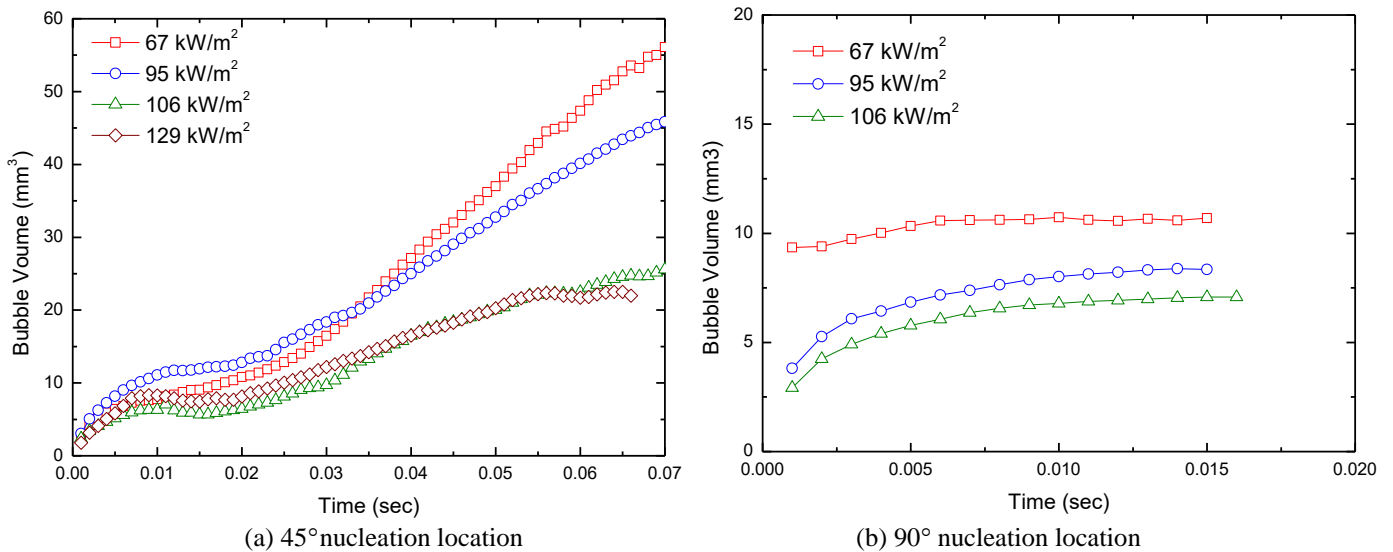 67 kW/m²
95 kW/m²
106 kW/m²
129 kW/m²
Bubble Voume (mm³)
60
50
40
30
20
10
0
0.00 0.01 0.02 0.03 0.04 0.05 0.06 0.07
Time (sec)
(a) 45°nucleation location
67 kW/m²
95 kW/m²
106 kW/m²
Bubble Volume (mm3)
20
15
10
5
0
0.000 0.005 0.010 0.015 0.020
Time (sec)
(b) 90° nucleation location